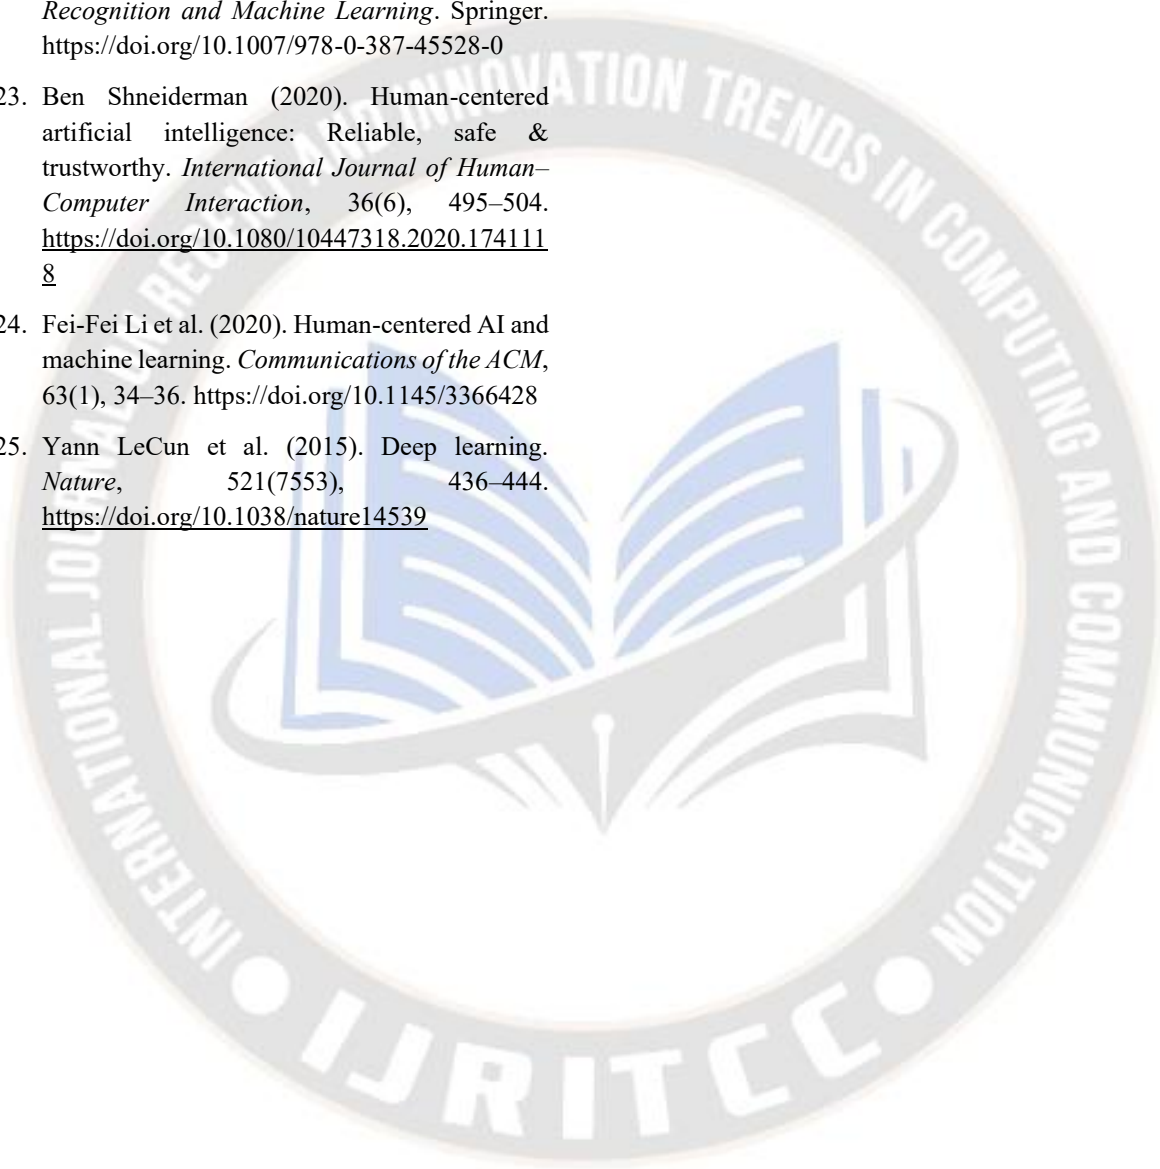 Recognition and Machine Learning. Springer.
https://doi.org/10.1007/978-0-387-45528-0
23. Ben Shneiderman (2020). Human-centered
artificial intelligence: Reliable, safe &
trustworthy. International Journal of Human–
Computer Interaction, 36(6), 495–504.
https://doi.org/10.1080/10447318.2020.174111
8
24. Fei-Fei Li et al. (2020). Human-centered AI and
machine learning. Communications of the ACM,
63(1), 34–36. https://doi.org/10.1145/3366428
25. Yann LeCun et al. (2015). Deep learning.
Nature, 521(7553), 436–444.
https://doi.org/10.1038/nature14539
INTERNATIONAL JOURNAL ON RECENT AND INNOVATION TRENDS IN COMPUTING AND COMMUNICATION
IJRITCC